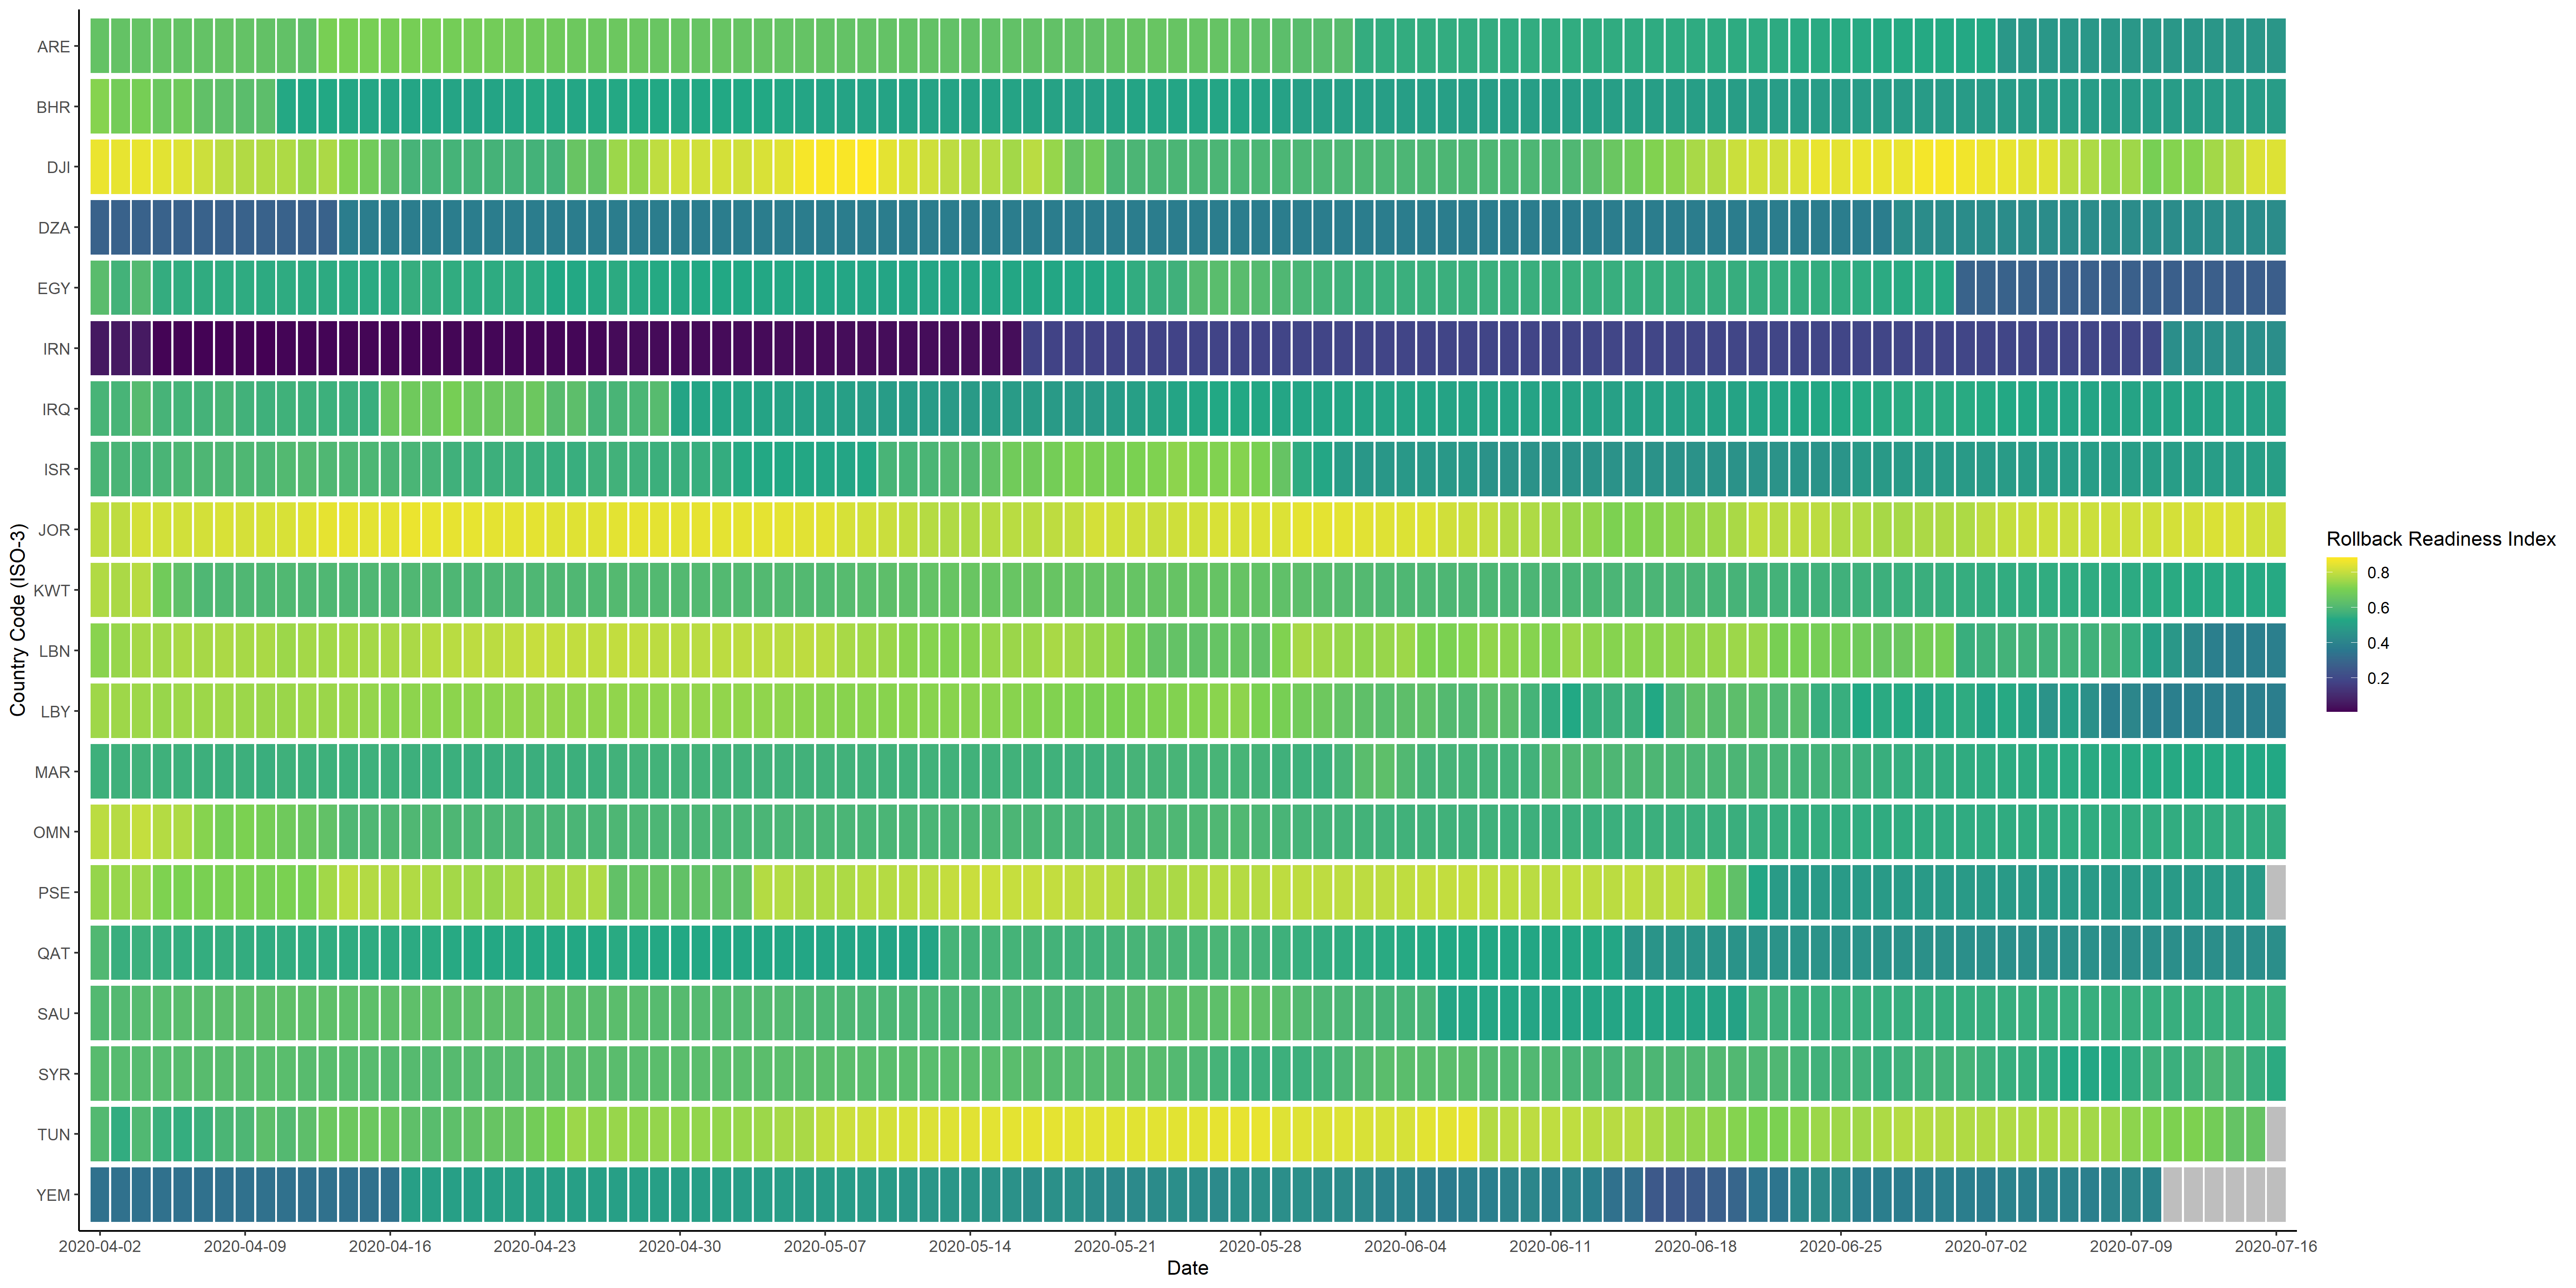 Country Code (ISO-3)
ARE
BHR
DJI
DZA
EGY
IRN
IRQ
ISR
JOR
KWT
LBN
LBY
MAR
OMN
PSE
QAT
SAU
SYR
TUN
YEM
2020-04-02 2020-04-09 2020-04-16 2020-04-23 2020-04-30 2020-05-07 2020-05-14 2020-05-21 2020-05-28 2020-06-04 2020-06-11 2020-06-18 2020-06-25 2020-07-02 2020-07-09 2020-07-16
Date
Rollback Readiness Index
0.8
0.6
0.4
0.2